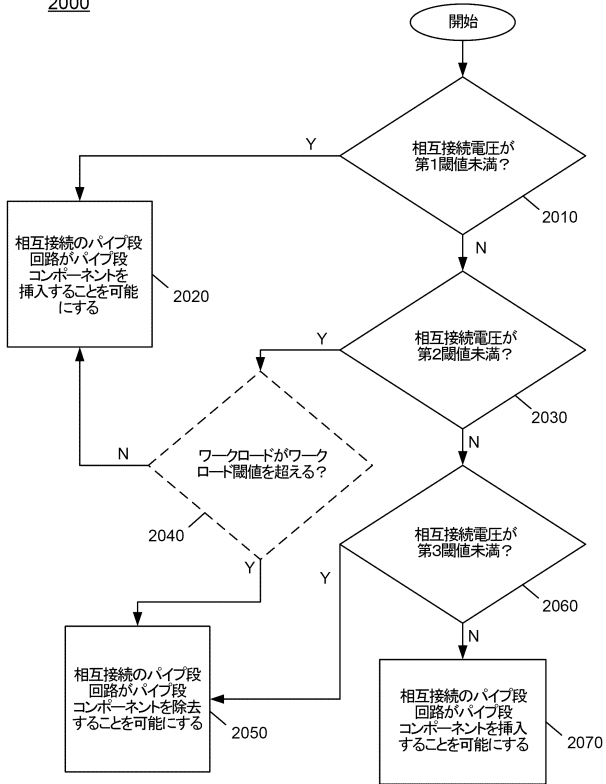 2000
開始
相互接続電圧が
第1閾値未満？
2010
Y
N
相互接続のパイプ段
回路がパイプ段
コンポーネントを
挿入することを可能
にする
2020
相互接続電圧が
第2閾値未満？
2030
Y
N
ワークロードがワーク
ロード閾値を超える？
2040
N
Y
相互接続電圧が
第3閾値未満？
2060
Y
N
相互接続のパイプ段
回路がパイプ段
コンポーネントを除去
することを可能にする
2050
相互接続のパイプ段
回路がパイプ段
コンポーネントを挿入
することを可能にする
2070